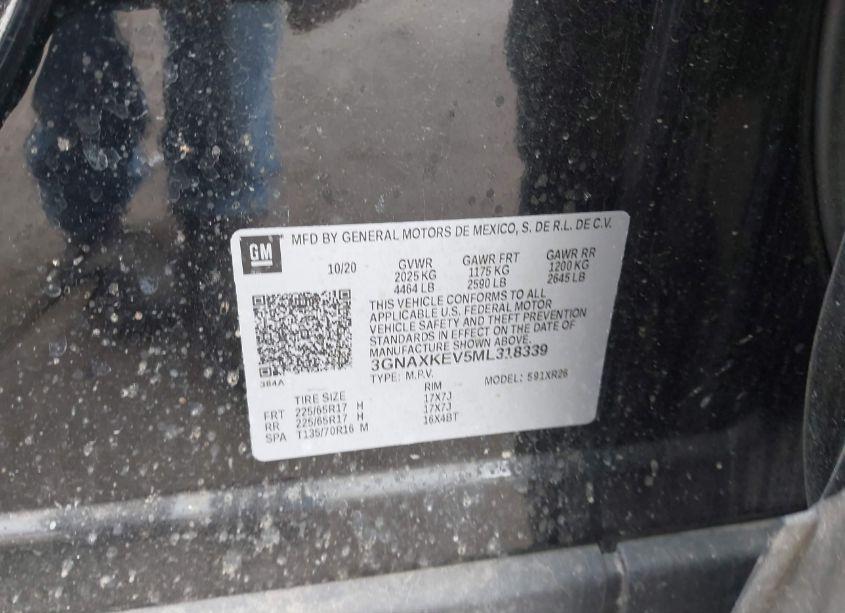 GM
MFD BY GENERAL MOTORS DE MEXICO, S. DE R.L. DE C.V.
10/20 GVWR GAWR FRT GAWR RR
2025 KG 1175 KG 1200 KG
4464 LB 2590 LB 2645 LB
THIS VEHICLE CONFORMS TO ALL
APPLICABLE U.S. FEDERAL MOTOR
VEHICLE SAFETY AND THEFT PREVENTION
STANDARDS IN EFFECT ON THE DATE OF
MANUFACTURE SHOWN ABOVE.
3GNAXKEV5ML318339
384A
TYPE: M.P.V. MODEL: 591XR26
TIRE SIZE RIM
FRT 225/65R17 H 17X7J
RR 225/65R17 H 17X7J
SPA T135/70R16 M 16X4BT